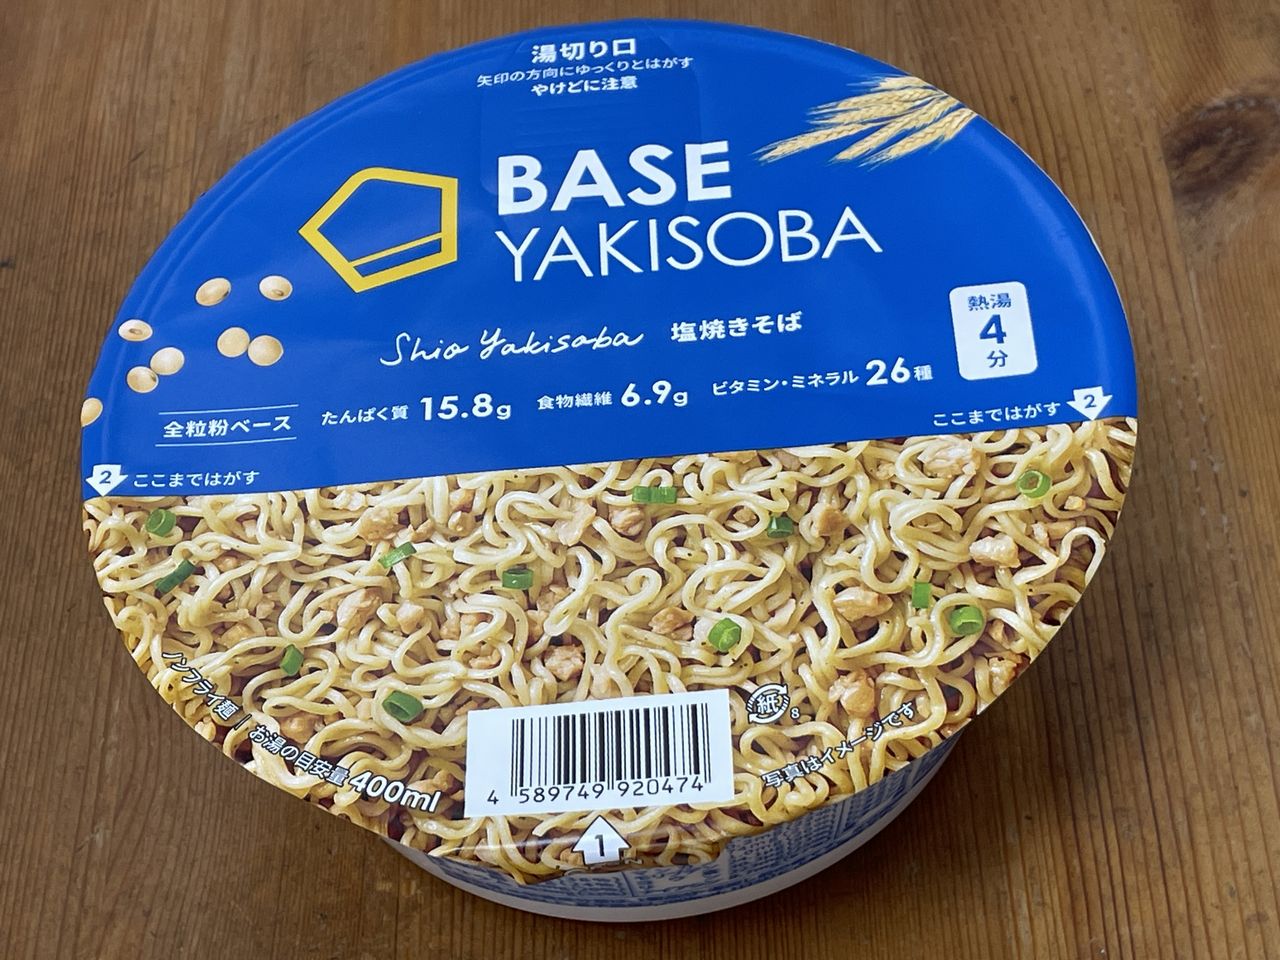 湯切り口
矢印の方向にゆっくりとはがす
やけどに注意
BASE
YAKISOBA
Shio Yakisoba 塩焼きそば
熱湯
4
分
全粒粉ベース たんぱく質 15.8g 食物繊維 6.9g ビタミン・ミネラル 26種
2 ここまではがす
ここまではがす 2
ノンフライ麺 | お湯の目安量 400ml
4 589749 920474
紙 8
写真はイメージです
1